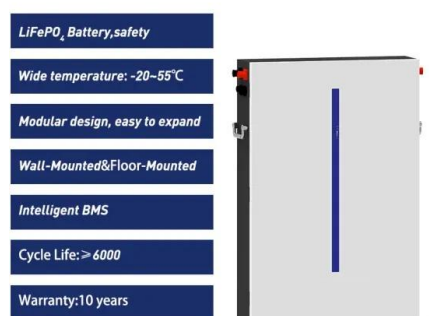 LiFePO₄ Battery,safety
Wide temperature: -20~55℃
Modular design, easy to expand
Wall-Mounted&Floor-Mounted
Intelligent BMS
Cycle Life:≥6000
Warranty:10 years